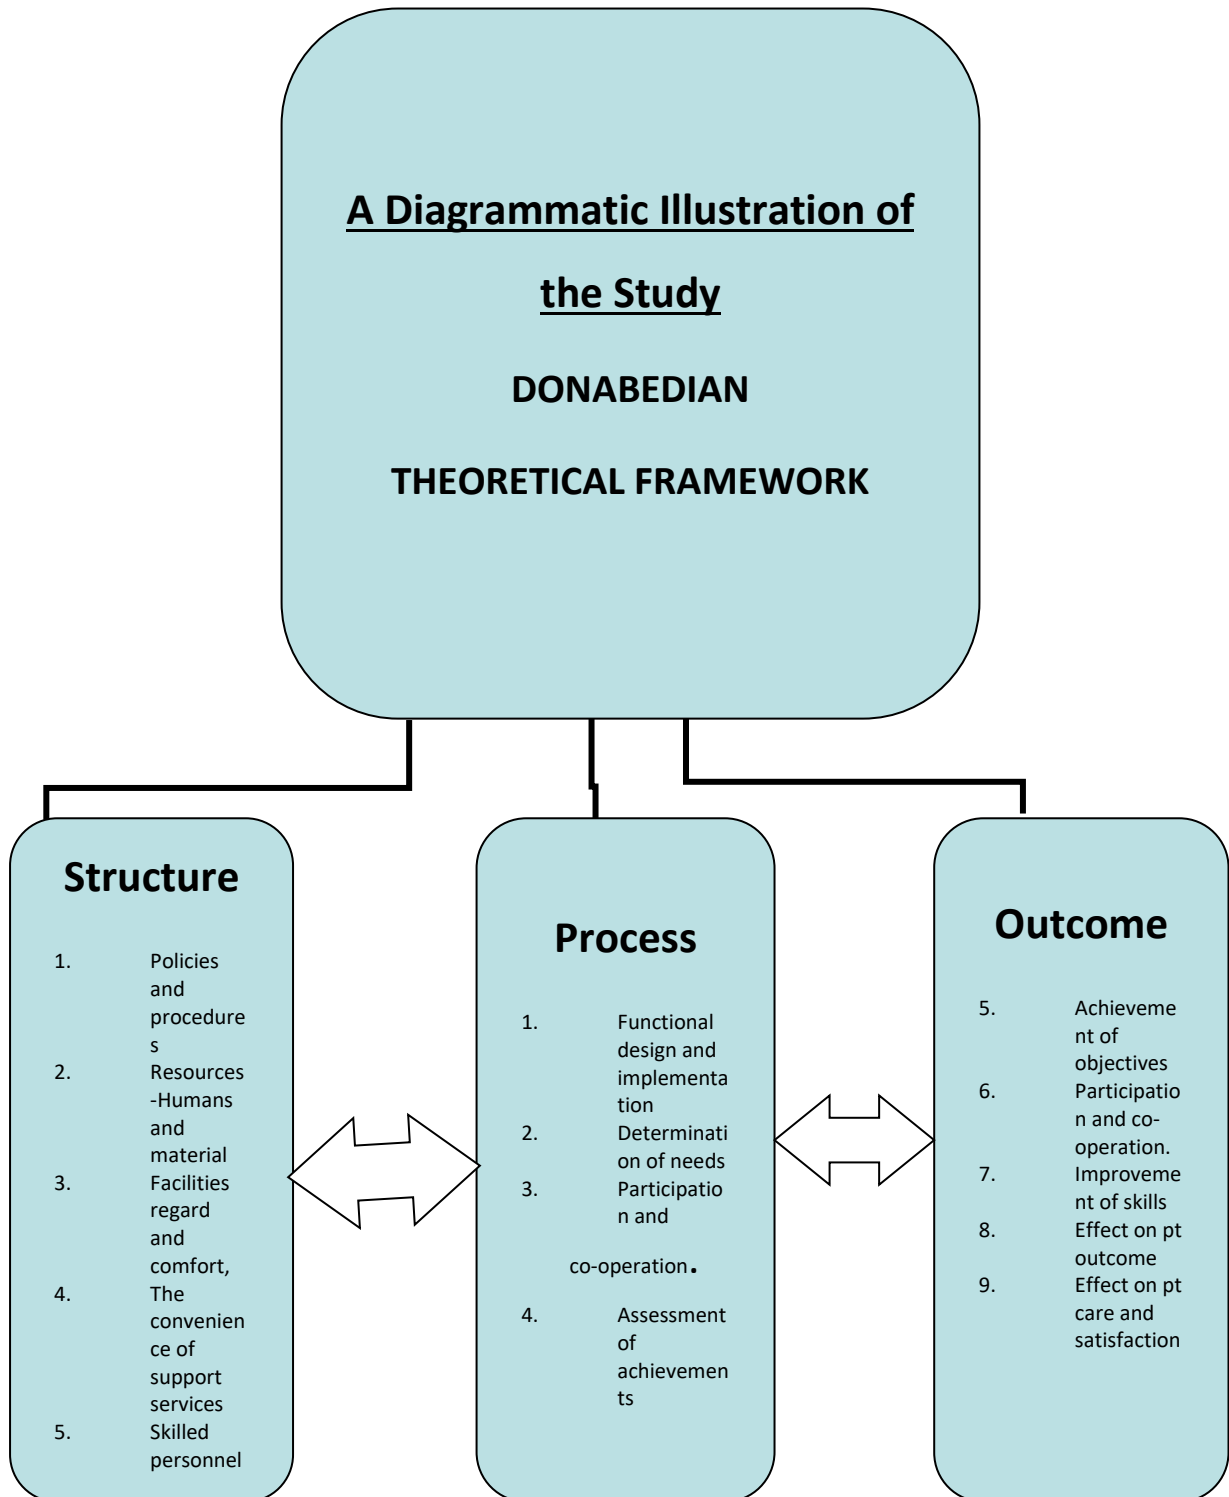 A Diagrammatic Illustration of
the Study
DONABEDIAN
THEORETICAL FRAMEWORK
Structure
1. Policies
and
procedure
s
2. Resources
-Humans
and
material
3. Facilities
regard
and
comfort,
4. The
convenien
ce of
support
services
5. Skilled
personnel
Process
1. Functional
design and
implementa
tion
2. Determinati
on of needs
3. Participatio
n and
co-operation.
4. Assessment
of
achievemen
ts
Outcome
5. Achieveme
nt of
objectives
6. Participatio
n and co-
operation.
7. Improveme
nt of skills
8. Effect on pt
outcome
9. Effect on pt
care and
satisfaction